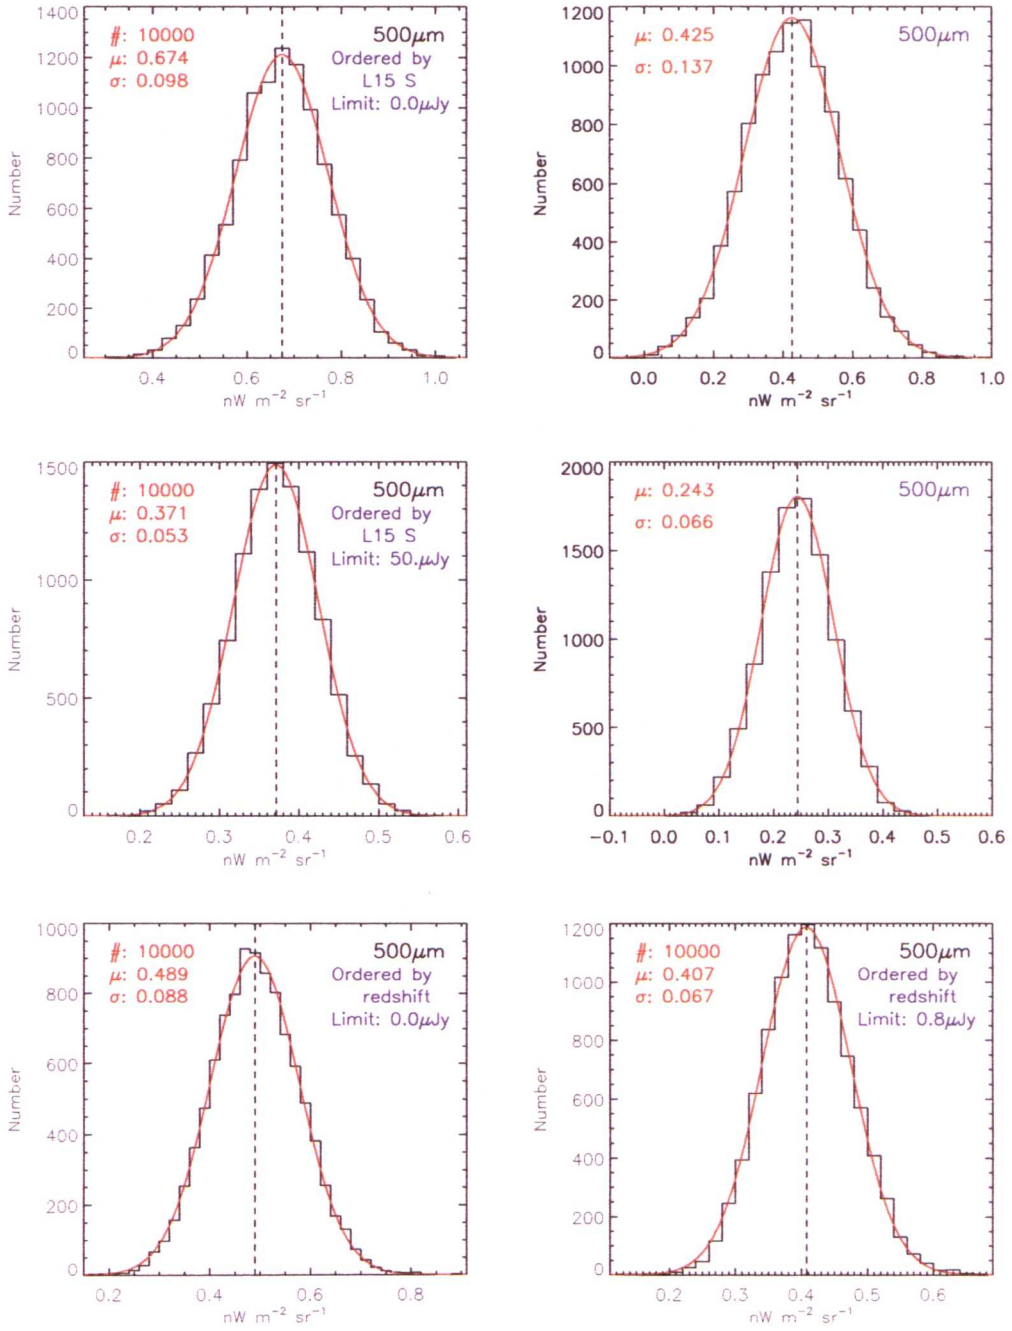 #: 10000
μ: 0.674
σ: 0.098
500μm
Ordered by
L15 S
Limit: 0.0μJy
Number
1400
1200
1000
800
600
400
200
0
0.4 0.6 0.8 1.0
nW m⁻² sr⁻¹
μ: 0.425
σ: 0.137
500μm
Number
1200
1000
800
600
400
200
0
0.0 0.2 0.4 0.6 0.8 1.0
nW m⁻² sr⁻¹
#: 10000
μ: 0.371
σ: 0.053
500μm
Ordered by
L15 S
Limit: 50.μJy
Number
1500
1000
500
0
0.2 0.3 0.4 0.5 0.6
nW m⁻² sr⁻¹
μ: 0.243
σ: 0.066
500μm
Number
2000
1500
1000
500
0
-0.1 0.0 0.1 0.2 0.3 0.4 0.5 0.6
nW m⁻² sr⁻¹
#: 10000
μ: 0.489
σ: 0.088
500μm
Ordered by
redshift
Limit: 0.0μJy
Number
1000
800
600
400
200
0
0.2 0.4 0.6 0.8
nW m⁻² sr⁻¹
#: 10000
μ: 0.407
σ: 0.067
500μm
Ordered by
redshift
Limit: 0.8μJy
Number
1200
1000
800
600
400
200
0
0.2 0.3 0.4 0.5 0.6
nW m⁻² sr⁻¹